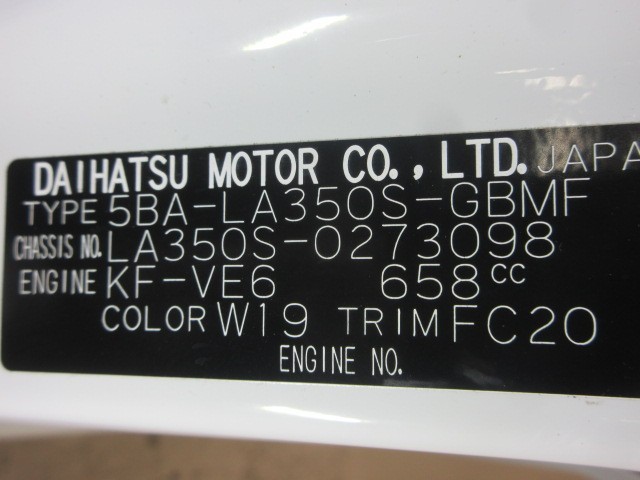 DAIHATSU MOTOR CO., LTD. JAPA
TYPE 5BA-LA350S-GBMF
CHASSIS NO. LA350S-0273098
ENGINE KF-VE6 658cc
COLOR W19 TRIM FC20
ENGINE NO.